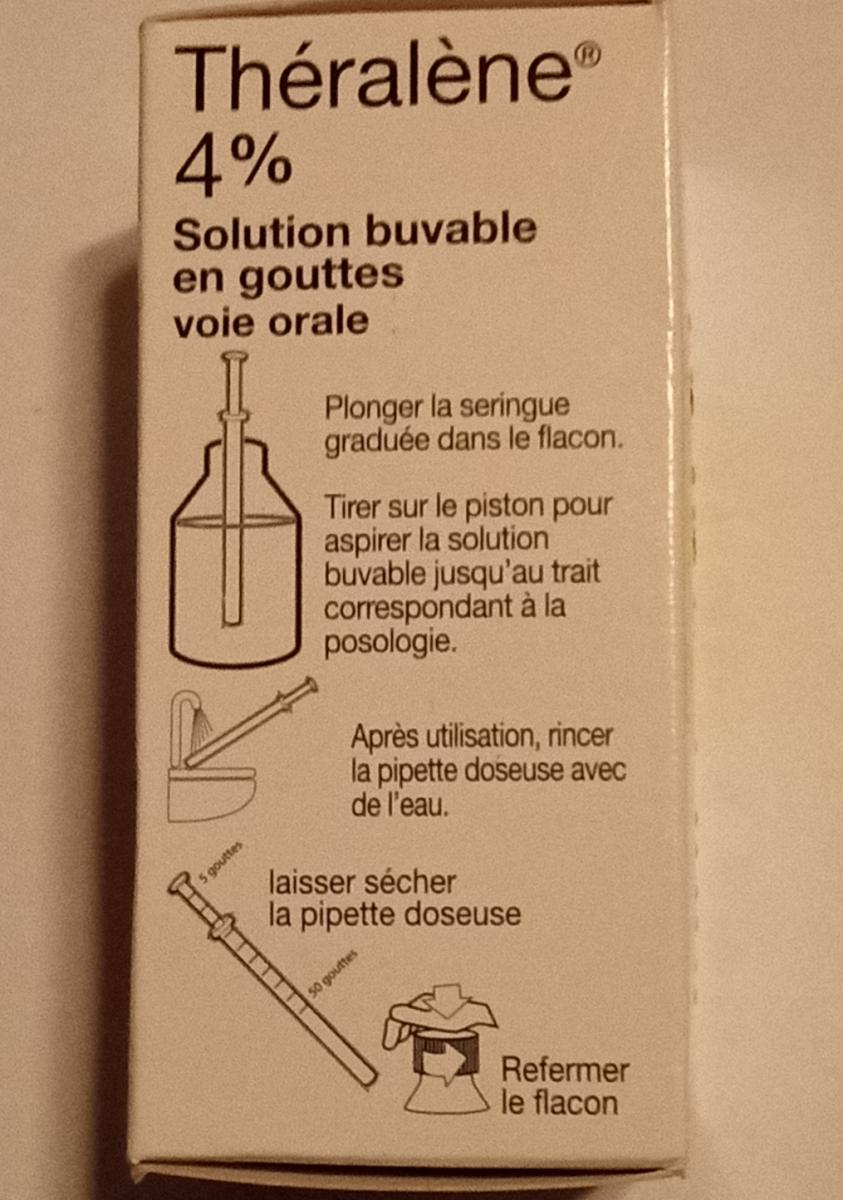 Théralène®
4%
Solution buvable
en gouttes
voie orale
Plonger la seringue
graduée dans le flacon.
Tirer sur le piston pour
aspirer la solution
buvable jusqu'au trait
correspondant à la
posologie.
Après utilisation, rincer
la pipette doseuse avec
de l'eau.
5 gouttes
laisser sécher
la pipette doseuse
50 gouttes
Refermer
le flacon